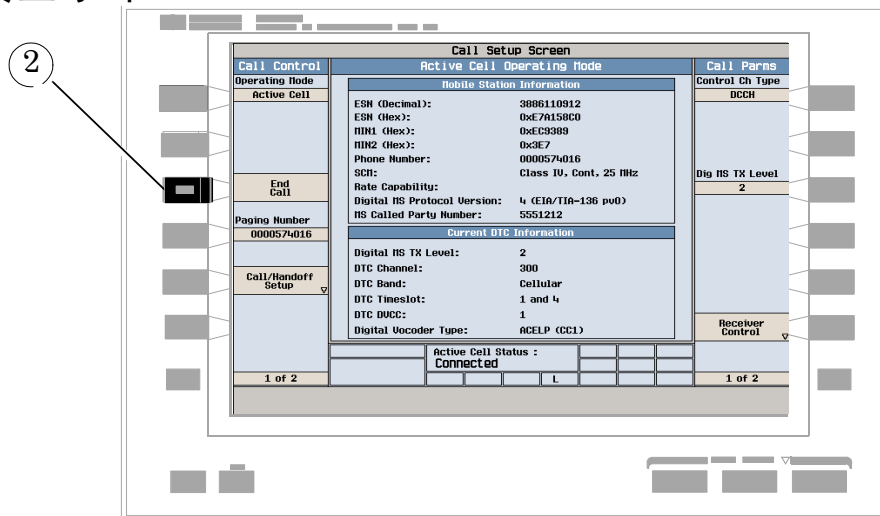 2
Call Setup Screen
Call Control
Active Cell Operating Mode
Call Parms
Operating Mode
Active Cell
Mobile Station Information
Control Ch Type
DCCH
ESN (Decimal): 3886110912
ESN (Hex): 0xE7A158C0
MIN1 (Hex): 0xEC9389
MIN2 (Hex): 0x3E7
Phone Number: 0000574016
SCM: Class IV, Cont, 25 MHz
Rate Capability:
Digital MS Protocol Version: 4 (EIA/TIA-136 pv0)
MS Called Party Number: 5551212
Dig MS TX Level
2
End
Call
Paging Number
0000574016
Current DTC Information
Digital MS TX Level: 2
DTC Channel: 300
DTC Band: Cellular
DTC Timeslot: 1 and 4
DTC DVCC: 1
Digital Vocoder Type: ACELP (CC1)
Call/Handoff
Setup
Receiver
Control
Active Cell Status :
Connected
L
1 of 2
1 of 2